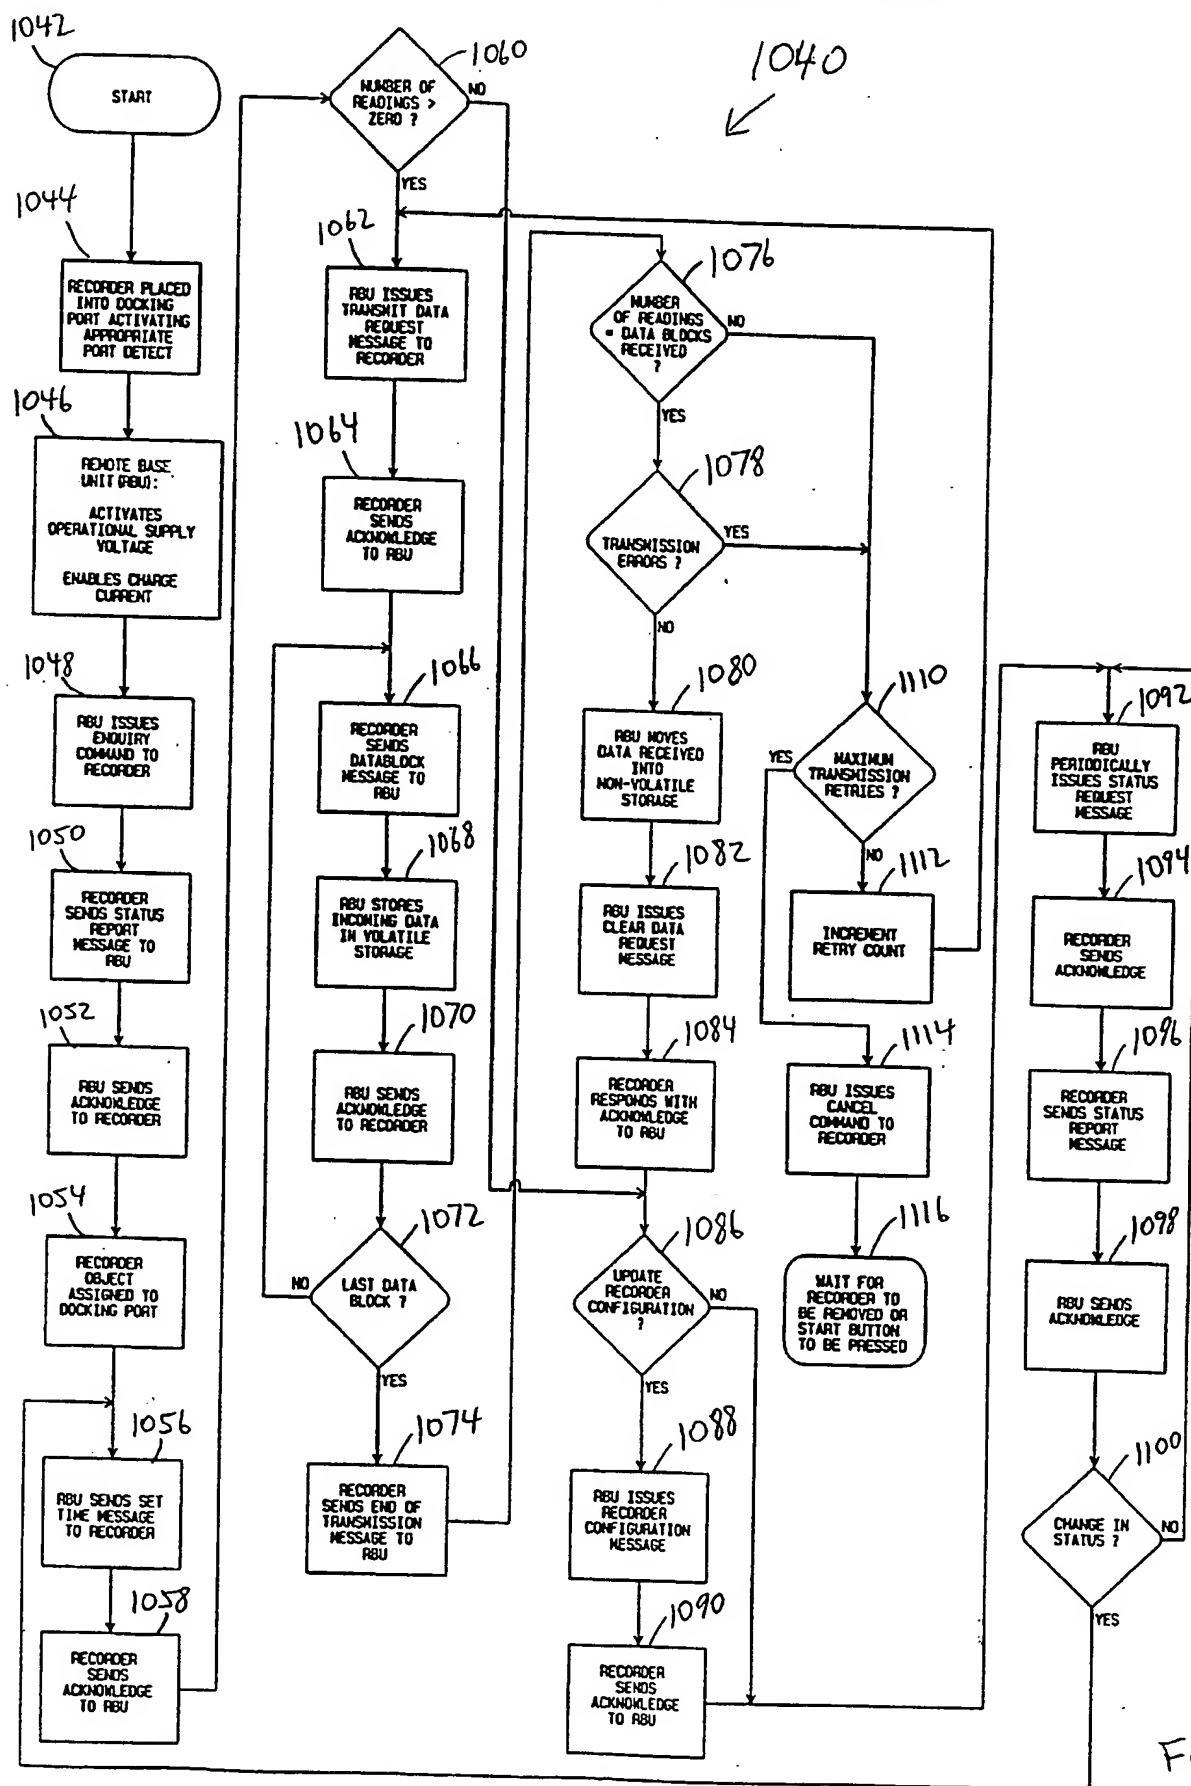 1042
START
1044
RECORDER PLACED
INTO DOCKING
PORT ACTIVATING
APPROPRIATE
PORT DETECT
1046
REMOTE BASE
UNIT (RBU):
ACTIVATES
OPERATIONAL SUPPLY
VOLTAGE
ENABLES CHARGE
CURRENT
1048
RBU ISSUES
ENQUIRY
COMMAND TO
RECORDER
1050
RECORDER
SENDS STATUS
REPORT
MESSAGE TO
RBU
1052
RBU SENDS
ACKNOWLEDGE
TO RECORDER
1054
RECORDER
OBJECT
ASSIGNED TO
DOCKING PORT
1056
RBU SENDS SET
TIME MESSAGE
TO RECORDER
1058
RECORDER
SENDS
ACKNOWLEDGE
TO RBU
1060
NUMBER OF
READINGS >
ZERO ?
NO
YES
1040
1062
RBU ISSUES
TRANSMIT DATA
REQUEST
MESSAGE TO
RECORDER
1064
RECORDER
SENDS
ACKNOWLEDGE
TO RBU
1066
RECORDER
SENDS
DATABLOCK
MESSAGE TO
RBU
1068
RBU STORES
INCOMING DATA
IN VOLATILE
STORAGE
1070
RBU SENDS
ACKNOWLEDGE
TO RECORDER
1072
LAST DATA
BLOCK ?
NO
YES
1074
RECORDER
SENDS END OF
TRANSMISSION
MESSAGE TO
RBU
1076
NUMBER
OF READINGS
= DATA BLOCKS
RECEIVED
?
NO
YES
1078
TRANSMISSION
ERRORS ?
YES
NO
1080
RBU MOVES
DATA RECEIVED
INTO
NON-VOLATILE
STORAGE
1082
RBU ISSUES
CLEAR DATA
REQUEST
MESSAGE
1084
RECORDER
RESPONDS WITH
ACKNOWLEDGE
TO RBU
1086
UPDATE
RECORDER
CONFIGURATION
?
NO
YES
1088
RBU ISSUES
RECORDER
CONFIGURATION
MESSAGE
1090
RECORDER
SENDS
ACKNOWLEDGE
TO RBU
1110
MAXIMUM
TRANSMISSION
RETRIES ?
YES
NO
1112
INCREMENT
RETRY COUNT
1114
RBU ISSUES
CANCEL
COMMAND TO
RECORDER
1116
WAIT FOR
RECORDER TO
BE REMOVED OR
START BUTTON
TO BE PRESSED
1092
RBU
PERIODICALLY
ISSUES STATUS
REQUEST
MESSAGE
1094
RECORDER
SENDS
ACKNOWLEDGE
1096
RECORDER
SENDS STATUS
REPORT
MESSAGE
1098
RBU SENDS
ACKNOWLEDGE
1100
CHANGE IN
STATUS ?
NO
YES